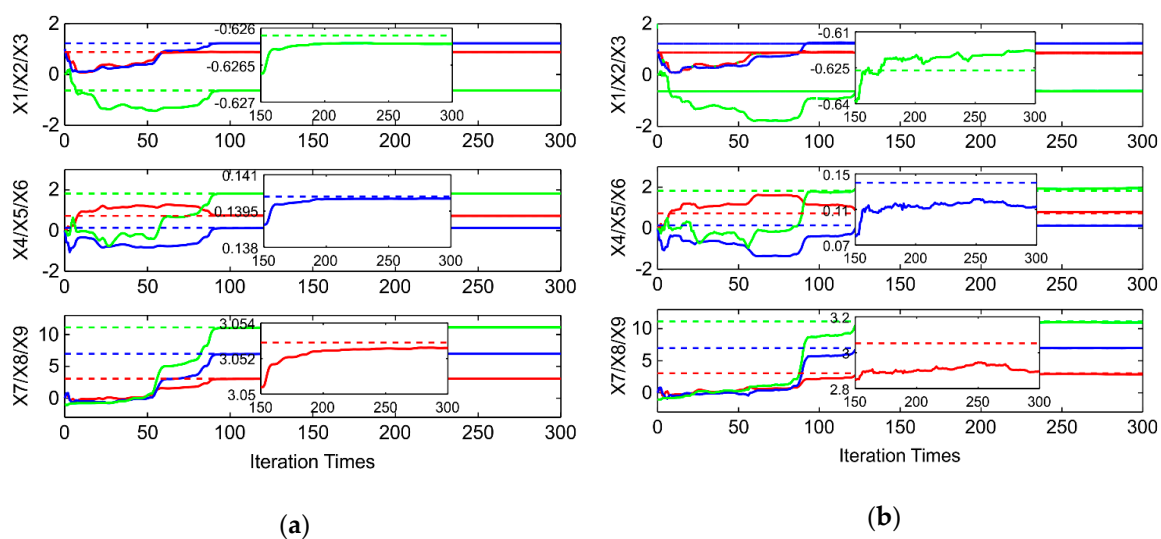 X1/X2/X3
2
0
-2
-0.626
-0.6265
-0.627
150 200 250 300
0 50 100 150 200 250 300
X4/X5/X6
2
0
-2
0.141
0.1395
0.138
150 200 250 300
0 50 100 150 200 250 300
X7/X8/X9
10
5
0
3.054
3.052
3.05
150 200 250 300
0 50 100 150 200 250 300
Iteration Times
(a)
X1/X2/X3
2
0
-2
-0.61
-0.625
-0.64
150 200 250 300
0 50 100 150 200 250 300
X4/X5/X6
2
0
-2
0.15
0.11
0.07
150 200 250 300
0 50 100 150 200 250 300
X7/X8/X9
10
5
0
3.2
3
2.8
150 200 250 300
0 50 100 150 200 250 300
Iteration Times
(b)